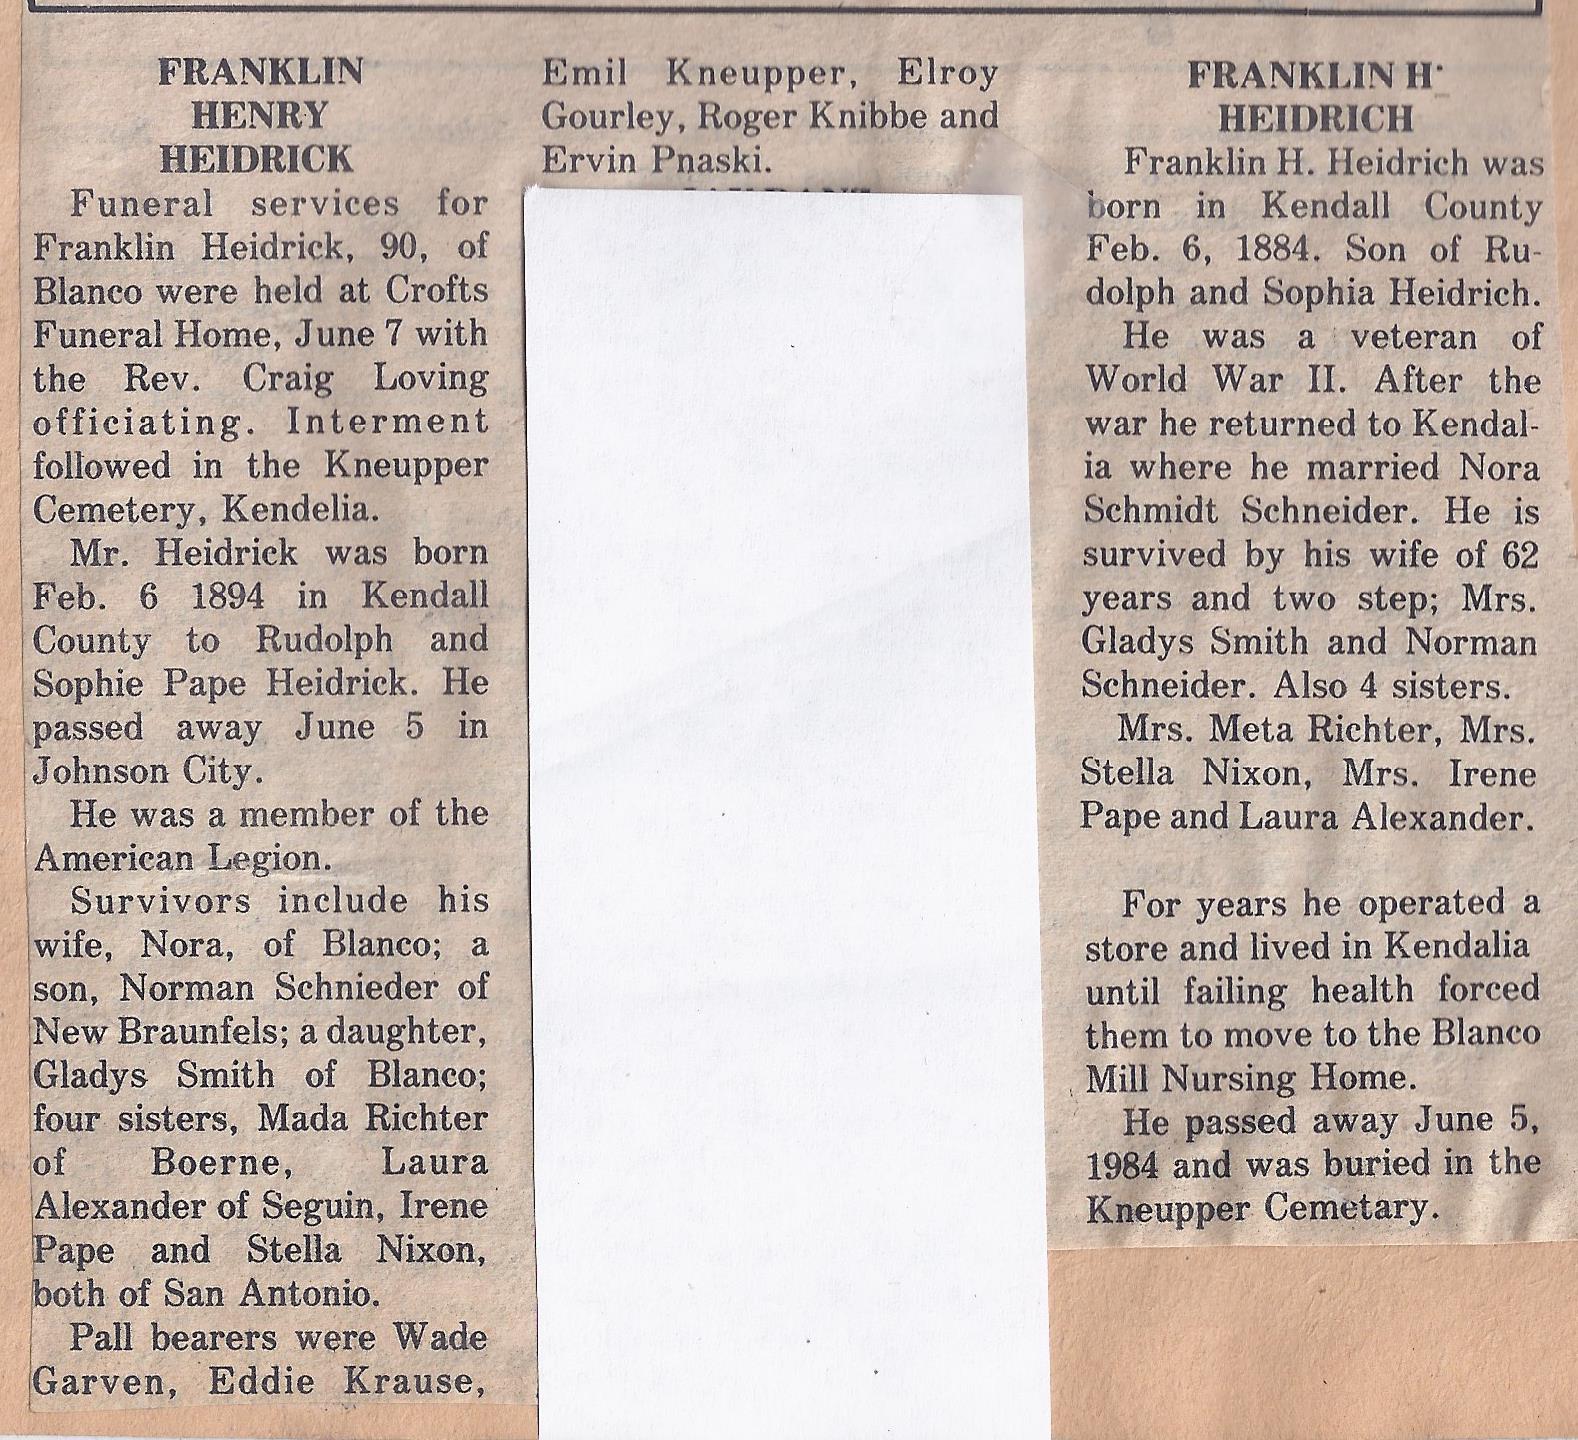 FRANKLIN
HENRY
HEIDRICK
Funeral services for
Franklin Heidrick, 90, of
Blanco were held at Crofts
Funeral Home, June 7 with
the Rev. Craig Loving
officiating. Interment
followed in the Kneupper
Cemetery, Kendelia.
Mr. Heidrick was born
Feb. 6 1894 in Kendall
County to Rudolph and
Sophie Pape Heidrick. He
passed away June 5 in
Johnson City.
He was a member of the
American Legion.
Survivors include his
wife, Nora, of Blanco; a
son, Norman Schnieder of
New Braunfels; a daughter,
Gladys Smith of Blanco;
four sisters, Mada Richter
of Boerne, Laura
Alexander of Seguin, Irene
Pape and Stella Nixon,
both of San Antonio.
Pall bearers were Wade
Garven, Eddie Krause,
Emil Kneupper, Elroy
Gourley, Roger Knibbe and
Ervin Pnaski.
FRANKLIN H.
HEIDRICH
Franklin H. Heidrich was
born in Kendall County
Feb. 6, 1884. Son of Ru-
dolph and Sophia Heidrich.
He was a veteran of
World War II. After the
war he returned to Kendal-
ia where he married Nora
Schmidt Schneider. He is
survived by his wife of 62
years and two step; Mrs.
Gladys Smith and Norman
Schneider. Also 4 sisters.
Mrs. Meta Richter, Mrs.
Stella Nixon, Mrs. Irene
Pape and Laura Alexander.
For years he operated a
store and lived in Kendalia
until failing health forced
them to move to the Blanco
Mill Nursing Home.
He passed away June 5,
1984 and was buried in the
Kneupper Cemetary.